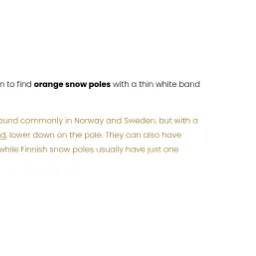 to find orange snow poles with a thin white band
ound commonly in Norway and Sweden, but with a
d, lower down on the pole. They can also have
while Finnish snow poles usually have just one